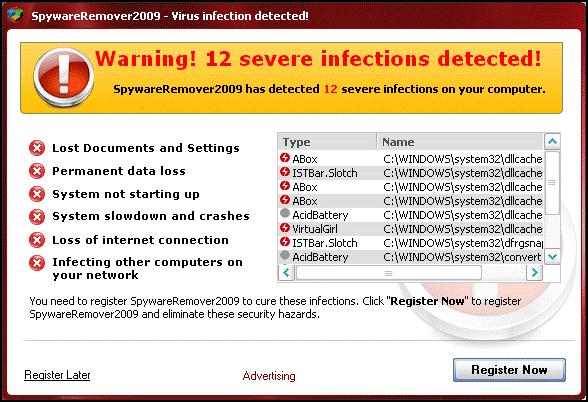 SpywareRemover2009 - Virus infection detected!
Warning! 12 severe infections detected!
SpywareRemover2009 has detected 12 severe infections on your computer.
Lost Documents and Settings
Permanent data loss
System not starting up
System slowdown and crashes
Loss of internet connection
Infecting other computers on
your network
Type Name
ABox C:\WINDOWS\system32\dllcache
ISTBar.Slotch C:\WINDOWS\system32\dllcache
ABox C:\WINDOWS\system32\dllcache
AcidBattery C:\WINDOWS\system32\dllcache
VirtualGirl C:\WINDOWS\system32\dllcache
ISTBar.Slotch C:\WINDOWS\system32\dfrgsnap
AcidBattery C:\WINDOWS\system32\convert
You need to register SpywareRemover2009 to cure these infections. Click "Register Now" to register
SpywareRemover2009 and eliminate these security hazards.
Register Later
Advertising
Register Now